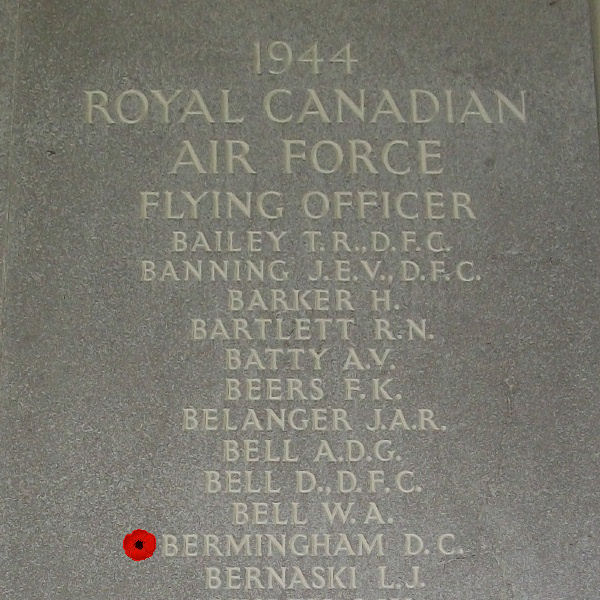 1944
ROYAL CANADIAN
AIR FORCE
FLYING OFFICER
BAILEY T.R., D.F.C.
BANNING J.E.V., D.F.C.
BARKER H.
BARTLETT R.N.
BATTY A.V.
BEERS F.K.
BELANGER J.A.R.
BELL A.D.G.
BELL D., D.F.C.
BELL W.A.
BERMINGHAM D.C.
BERNASKI L.J.